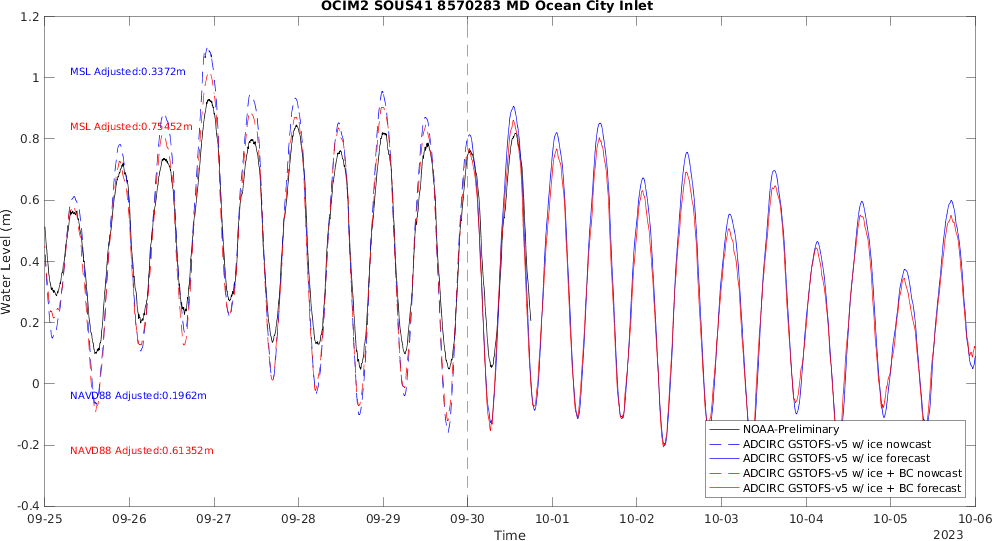 OCIM2 SOUS41 8570283 MD Ocean City Inlet
1.2
1
0.8
0.6
0.4
0.2
0
-0.2
-0.4
Water Level (m)
MSL Adjusted:0.3372m
MSL Adjusted:0.75452m
NAVD88 Adjusted:0.1962m
NAVD88 Adjusted:0.61352m
NOAA-Preliminary
ADCIRC GSTOFS-v5 w/ ice nowcast
ADCIRC GSTOFS-v5 w/ ice forecast
ADCIRC GSTOFS-v5 w/ ice + BC nowcast
ADCIRC GSTOFS-v5 w/ ice + BC forecast
09-25 09-26 09-27 09-28 09-29 09-30 10-01 10-02 10-03 10-04 10-05 10-06
Time
2023